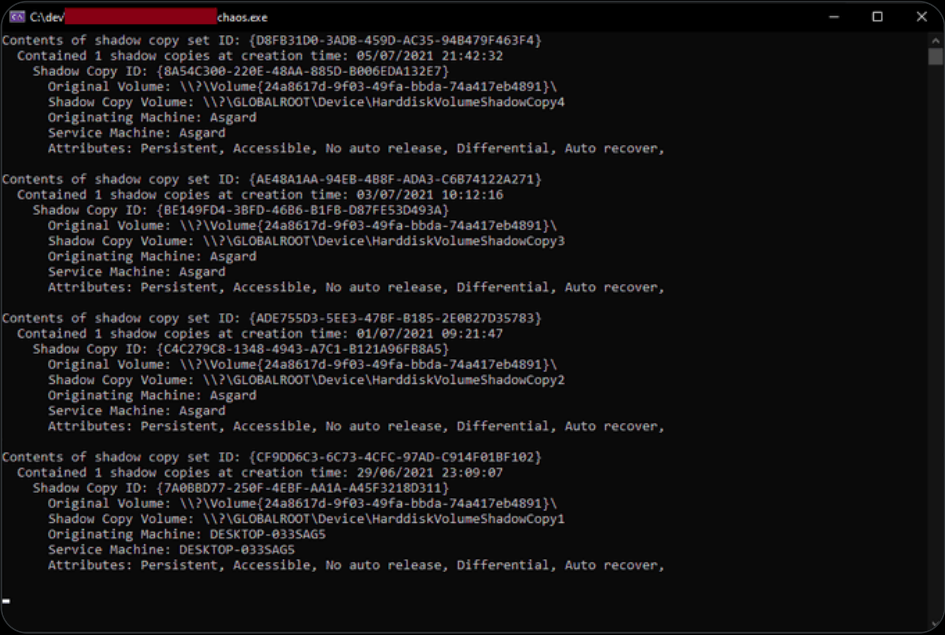 C:\dev\ chaos.exe
Contents of shadow copy set ID: {D8FB31D0-3ADB-459D-AC35-94B479F463F4}
Contained 1 shadow copies at creation time: 05/07/2021 21:42:32
Shadow Copy ID: {8A54C300-220E-48AA-885D-B006EDA132E7}
Original Volume: \\?\Volume{24a8617d-9f03-49fa-bbda-74a417eb4891}\
Shadow Copy Volume: \\?\GLOBALROOT\Device\HarddiskVolumeShadowCopy4
Originating Machine: Asgard
Service Machine: Asgard
Attributes: Persistent, Accessible, No auto release, Differential, Auto recover,
Contents of shadow copy set ID: {AE48A1AA-94EB-4B8F-ADA3-C6B74122A271}
Contained 1 shadow copies at creation time: 03/07/2021 10:12:16
Shadow Copy ID: {BE149FD4-3BFD-46B6-B1FB-D87FE53D493A}
Original Volume: \\?\Volume{24a8617d-9f03-49fa-bbda-74a417eb4891}\
Shadow Copy Volume: \\?\GLOBALROOT\Device\HarddiskVolumeShadowCopy3
Originating Machine: Asgard
Service Machine: Asgard
Attributes: Persistent, Accessible, No auto release, Differential, Auto recover,
Contents of shadow copy set ID: {ADE755D3-5EE3-47BF-B185-2E0B27D35783}
Contained 1 shadow copies at creation time: 01/07/2021 09:21:47
Shadow Copy ID: {C4C279C8-1348-4943-A7C1-B121A96FB8A5}
Original Volume: \\?\Volume{24a8617d-9f03-49fa-bbda-74a417eb4891}\
Shadow Copy Volume: \\?\GLOBALROOT\Device\HarddiskVolumeShadowCopy2
Originating Machine: Asgard
Service Machine: Asgard
Attributes: Persistent, Accessible, No auto release, Differential, Auto recover,
Contents of shadow copy set ID: {CF9DD6C3-6C73-4CFC-97AD-C914F01BF102}
Contained 1 shadow copies at creation time: 29/06/2021 23:09:07
Shadow Copy ID: {7A0BBD77-250F-4EBF-AA1A-A45F3218D311}
Original Volume: \\?\Volume{24a8617d-9f03-49fa-bbda-74a417eb4891}\
Shadow Copy Volume: \\?\GLOBALROOT\Device\HarddiskVolumeShadowCopy1
Originating Machine: DESKTOP-033SAG5
Service Machine: DESKTOP-033SAG5
Attributes: Persistent, Accessible, No auto release, Differential, Auto recover,